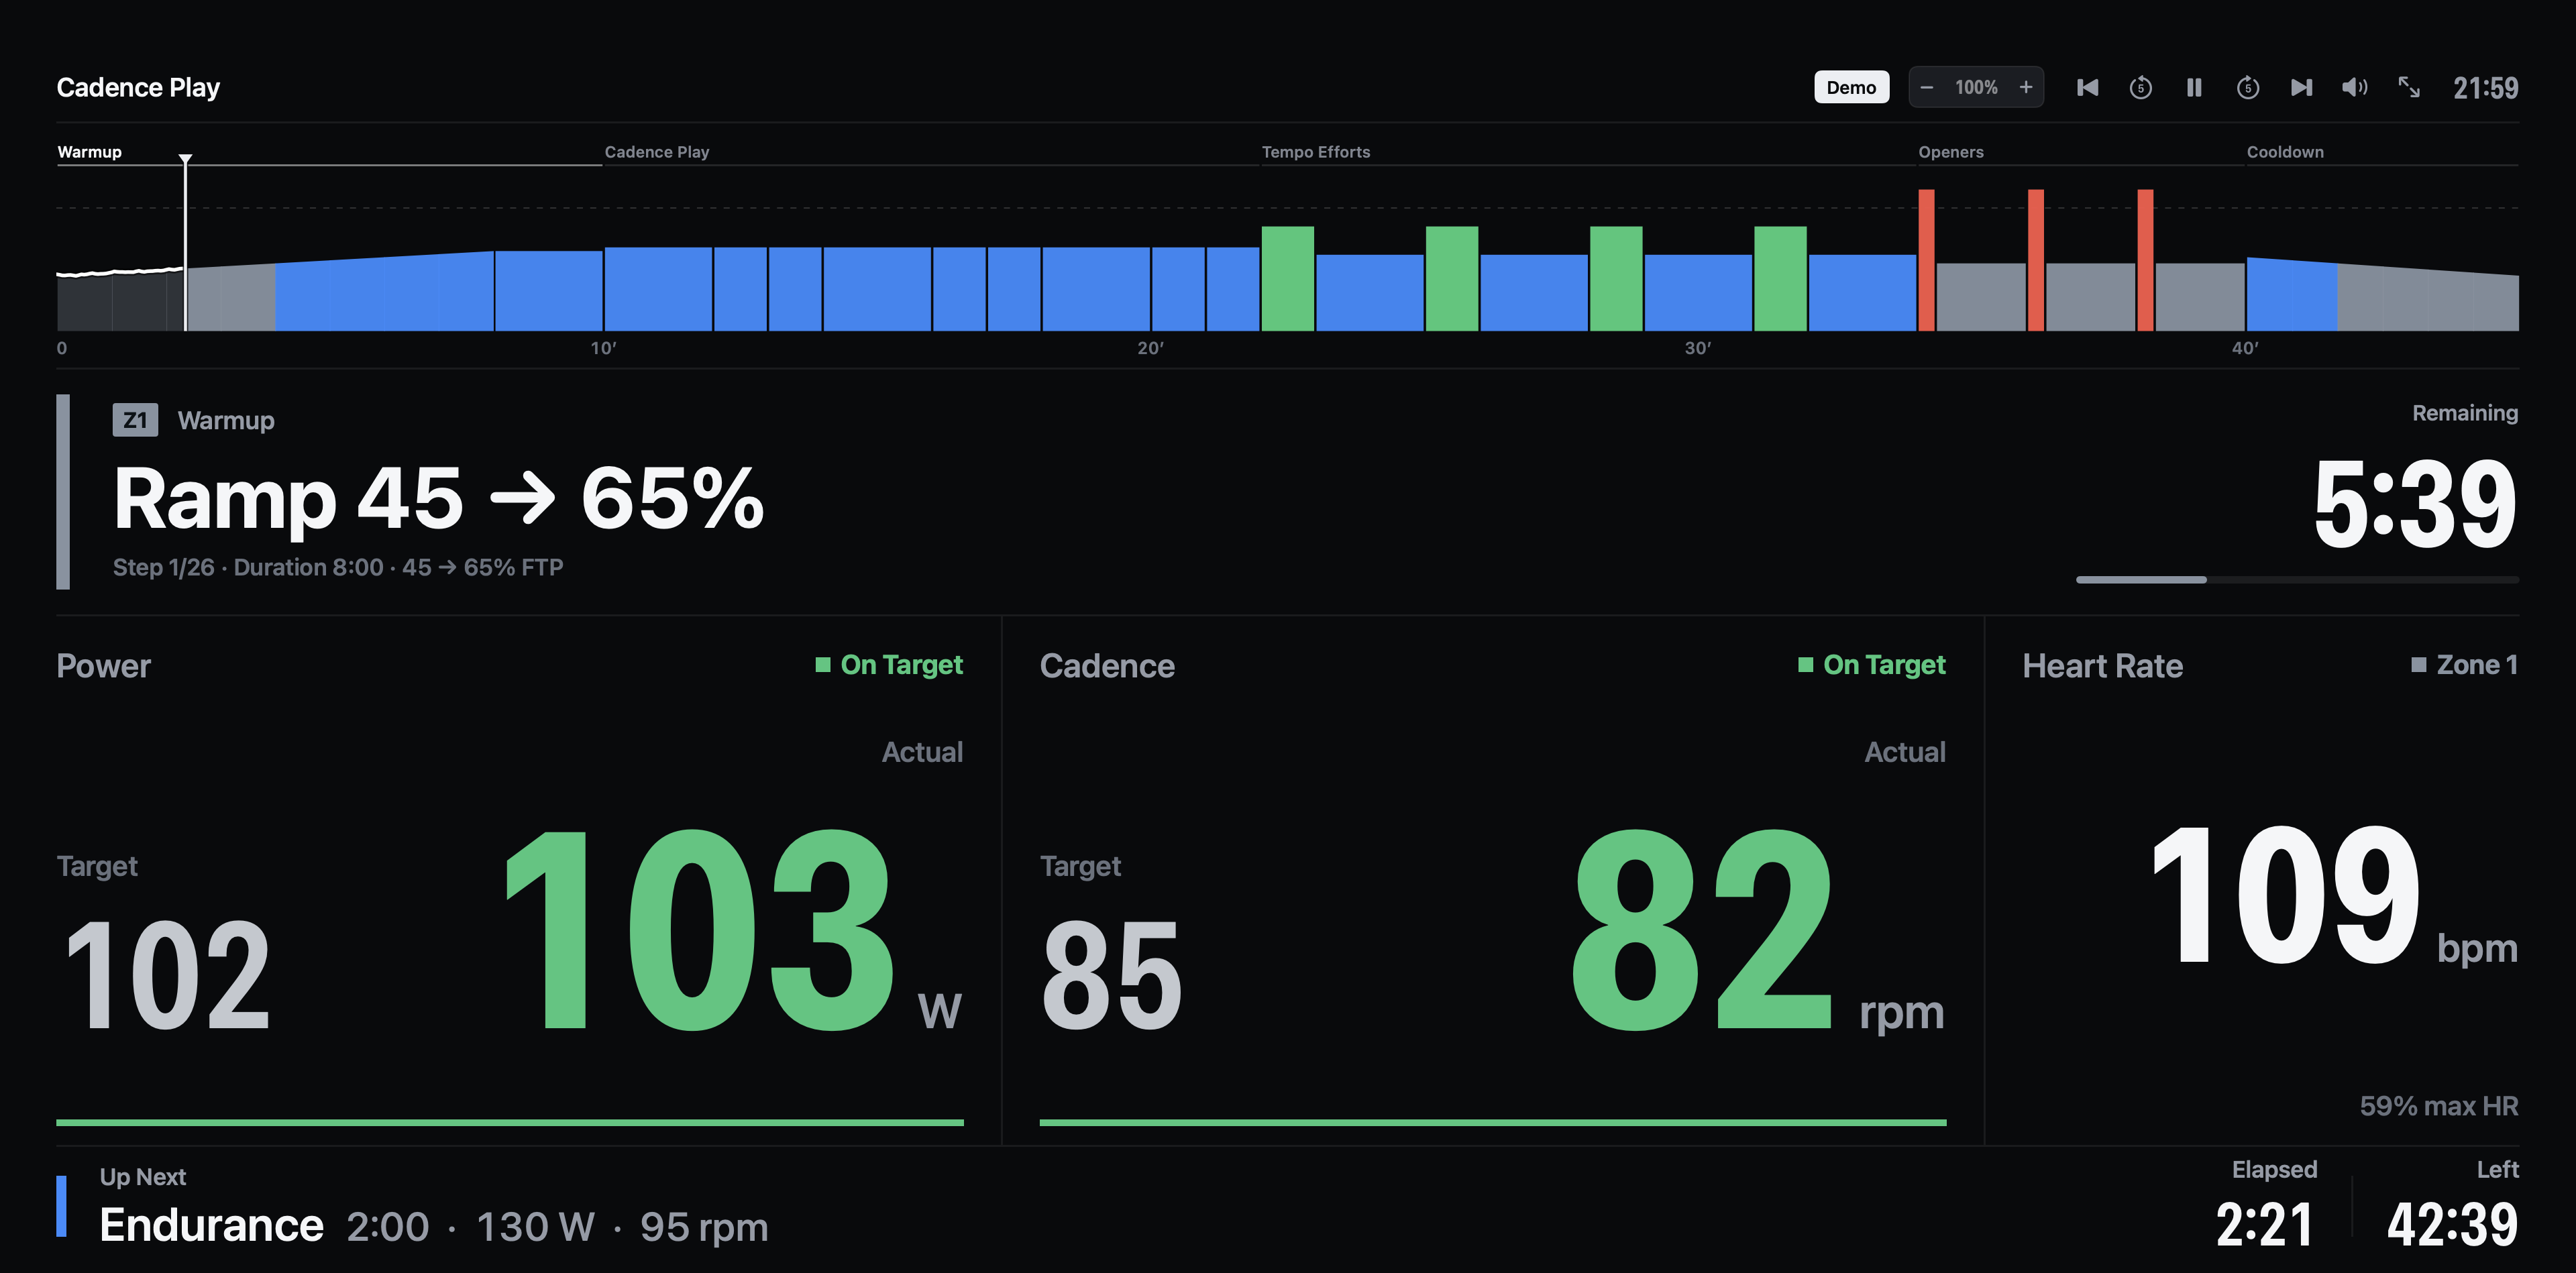 Cadence Play
Demo
− 100% +
5
5
21:59
Warmup
Cadence Play
Tempo Efforts
Openers
Cooldown
0
10′
20′
30′
40′
Z1 Warmup
Ramp 45 → 65%
Step 1/26 · Duration 8:00 · 45 → 65% FTP
Remaining
5:39
Power
On Target
Actual
Target
102
103 W
Cadence
On Target
Actual
Target
85
82 rpm
Heart Rate
Zone 1
109 bpm
59% max HR
Up Next
Endurance 2:00 · 130 W · 95 rpm
Elapsed
2:21
Left
42:39